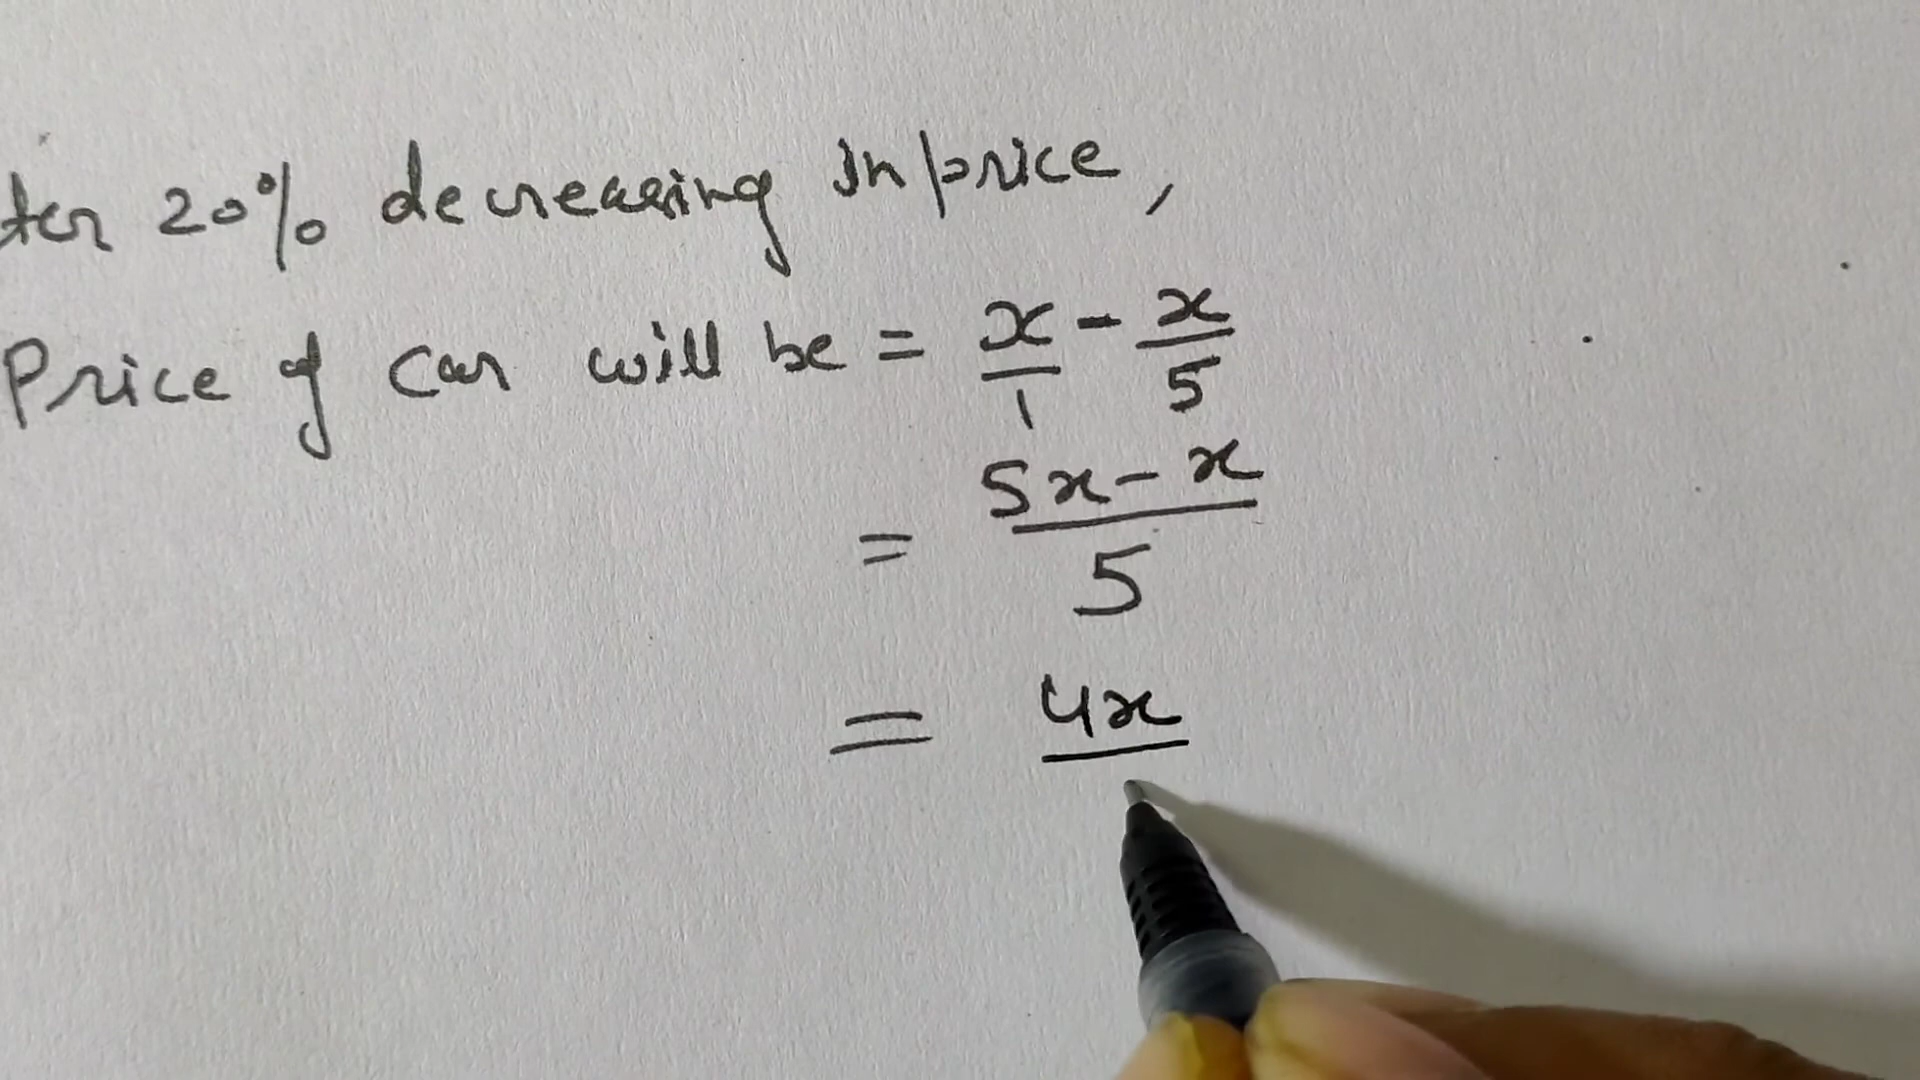 ter 20% decreasing in price,
Price of car will be = x/1 - x/5
= 5x - x/5
= 4x